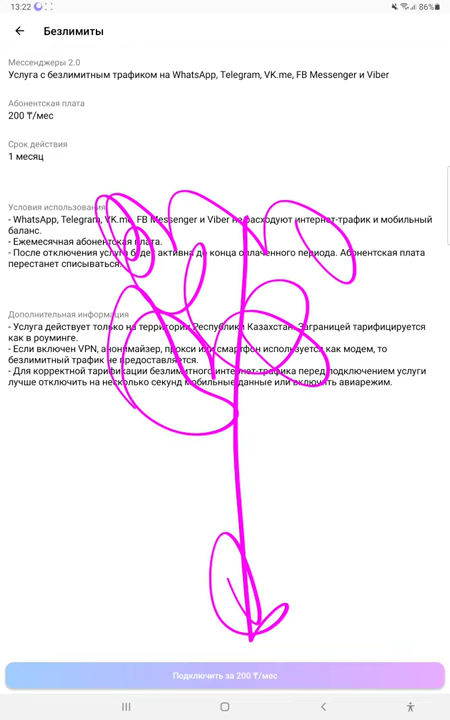 13:22
86%
Безлимиты
Мессенджеры 2.0
Услуга с безлимитным трафиком на WhatsApp, Telegram, VK.me, FB Messenger и Viber
Абонентская плата
200 ₸/мес
Срок действия
1 месяц
Условия использования
- WhatsApp, Telegram, VK.me, FB Messenger и Viber не расходуют интернет-трафик и мобильный
баланс.
- Ежемесячная абонентская плата.
- После отключения услуга будет активна до конца оплаченного периода. Абонентская плата
перестанет списываться.
Дополнительная информация
- Услуга действует только на территории Республики Казахстан. Заграницей тарифицируется
как в роуминге.
- Если включен VPN, анонимайзер, прокси или смартфон используется как модем, то
безлимитный трафик не предоставляется.
- Для корректной тарификации безлимитного интернет-трафика перед подключением услуги
лучше отключить на несколько секунд мобильные данные или включить авиарежим.
Подключить за 200 ₸/мес